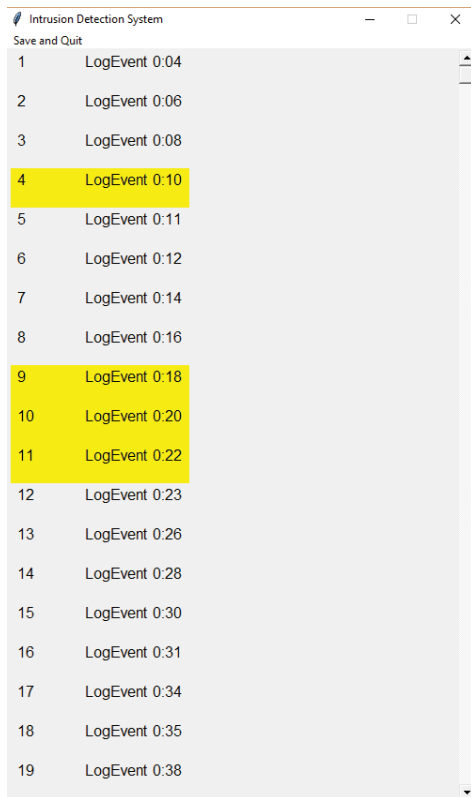 Intrusion Detection System
Save and Quit
1 LogEvent 0:04
2 LogEvent 0:06
3 LogEvent 0:08
4 LogEvent 0:10
5 LogEvent 0:11
6 LogEvent 0:12
7 LogEvent 0:14
8 LogEvent 0:16
9 LogEvent 0:18
10 LogEvent 0:20
11 LogEvent 0:22
12 LogEvent 0:23
13 LogEvent 0:26
14 LogEvent 0:28
15 LogEvent 0:30
16 LogEvent 0:31
17 LogEvent 0:34
18 LogEvent 0:35
19 LogEvent 0:38